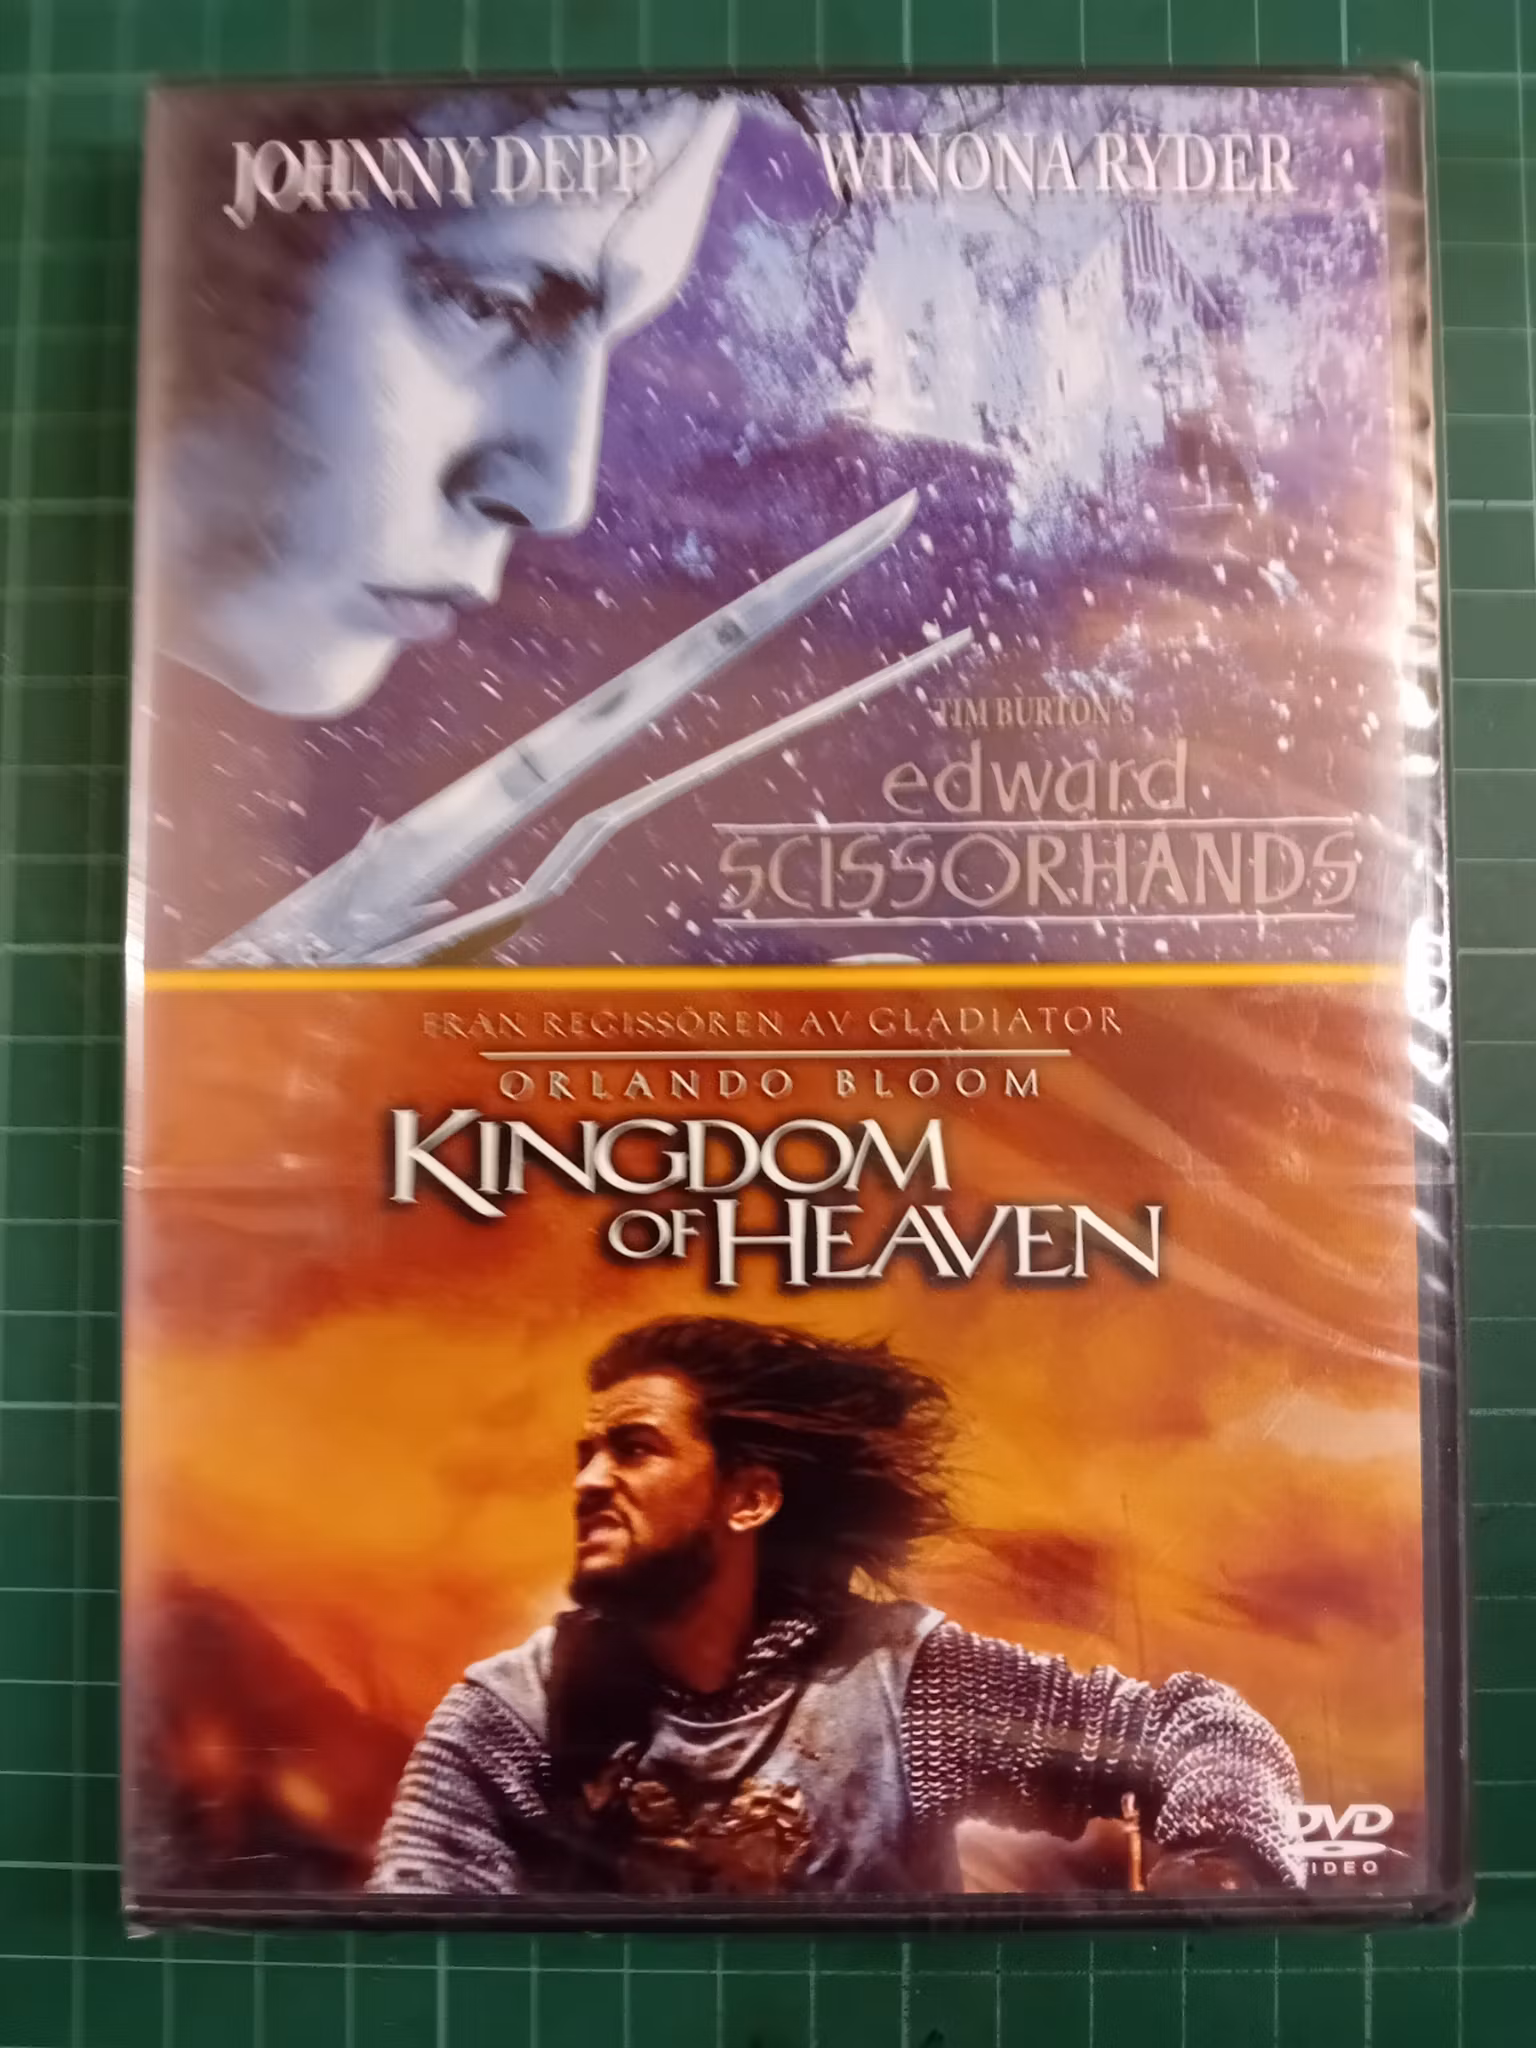 JOHNNY DEPP WINONA RYDER
TIM BURTON'S
edward
SCISSORHANDS
FRÅN REGISSÖREN AV GLADIATOR
ORLANDO BLOOM
KINGDOM
OF HEAVEN
DVD
VIDEO